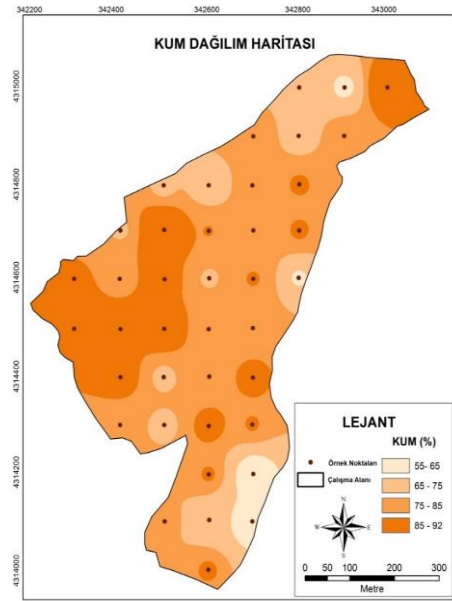 342200 342400 342600 342800 343000
KUM DAĞILIM HARİTASI
4315000
4314800
4314600
4314400
4314200
4314000
LEJANT
KUM (%)
Örnek Noktaları
Çalışma Alanı
55- 65
65 - 75
75 - 85
85 - 92
N
W E
S
0 50 100 200 300
Metre